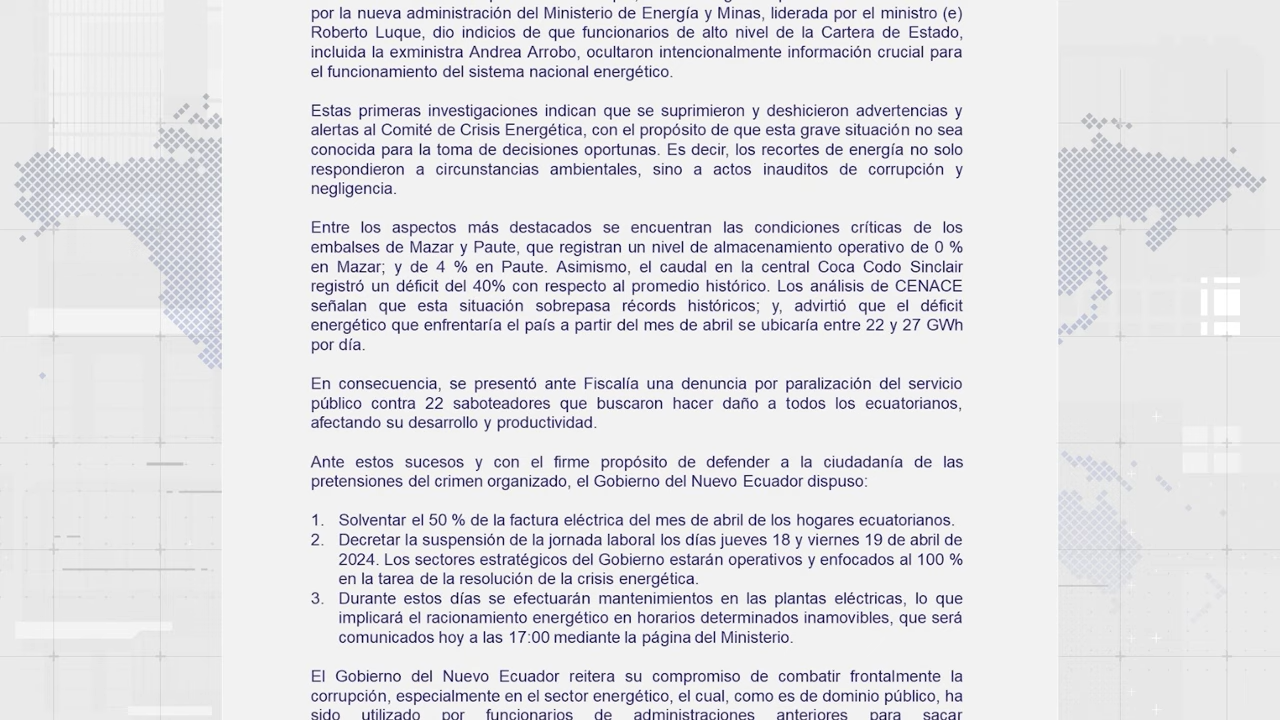 por la nueva administración del Ministerio de Energía y Minas, liderada por el ministro (e)
Roberto Luque, dio indicios de que funcionarios de alto nivel de la Cartera de Estado,
incluida la exministra Andrea Arrobo, ocultaron intencionalmente información crucial para
el funcionamiento del sistema nacional energético.
Estas primeras investigaciones indican que se suprimieron y deshicieron advertencias y
alertas al Comité de Crisis Energética, con el propósito de que esta grave situación no sea
conocida para la toma de decisiones oportunas. Es decir, los recortes de energía no solo
respondieron a circunstancias ambientales, sino a actos inauditos de corrupción y
negligencia.
Entre los aspectos más destacados se encuentran las condiciones críticas de los
embalses de Mazar y Paute, que registran un nivel de almacenamiento operativo de 0 %
en Mazar; y de 4 % en Paute. Asimismo, el caudal en la central Coca Codo Sinclair
registró un déficit del 40% con respecto al promedio histórico. Los análisis de CENACE
señalan que esta situación sobrepasa récords históricos; y, advirtió que el déficit
energético que enfrentaría el país a partir del mes de abril se ubicaría entre 22 y 27 GWh
por día.
En consecuencia, se presentó ante Fiscalía una denuncia por paralización del servicio
público contra 22 saboteadores que buscaron hacer daño a todos los ecuatorianos,
afectando su desarrollo y productividad.
Ante estos sucesos y con el firme propósito de defender a la ciudadanía de las
pretensiones del crimen organizado, el Gobierno del Nuevo Ecuador dispuso:
1. Solventar el 50 % de la factura eléctrica del mes de abril de los hogares ecuatorianos.
2. Decretar la suspensión de la jornada laboral los días jueves 18 y viernes 19 de abril de
2024. Los sectores estratégicos del Gobierno estarán operativos y enfocados al 100 %
en la tarea de la resolución de la crisis energética.
3. Durante estos días se efectuarán mantenimientos en las plantas eléctricas, lo que
implicará el racionamiento energético en horarios determinados inamovibles, que será
comunicados hoy a las 17:00 mediante la página del Ministerio.
El Gobierno del Nuevo Ecuador reitera su compromiso de combatir frontalmente la
corrupción, especialmente en el sector energético, el cual, como es de dominio público, ha
sido utilizado por funcionarios de administraciones anteriores para sacar